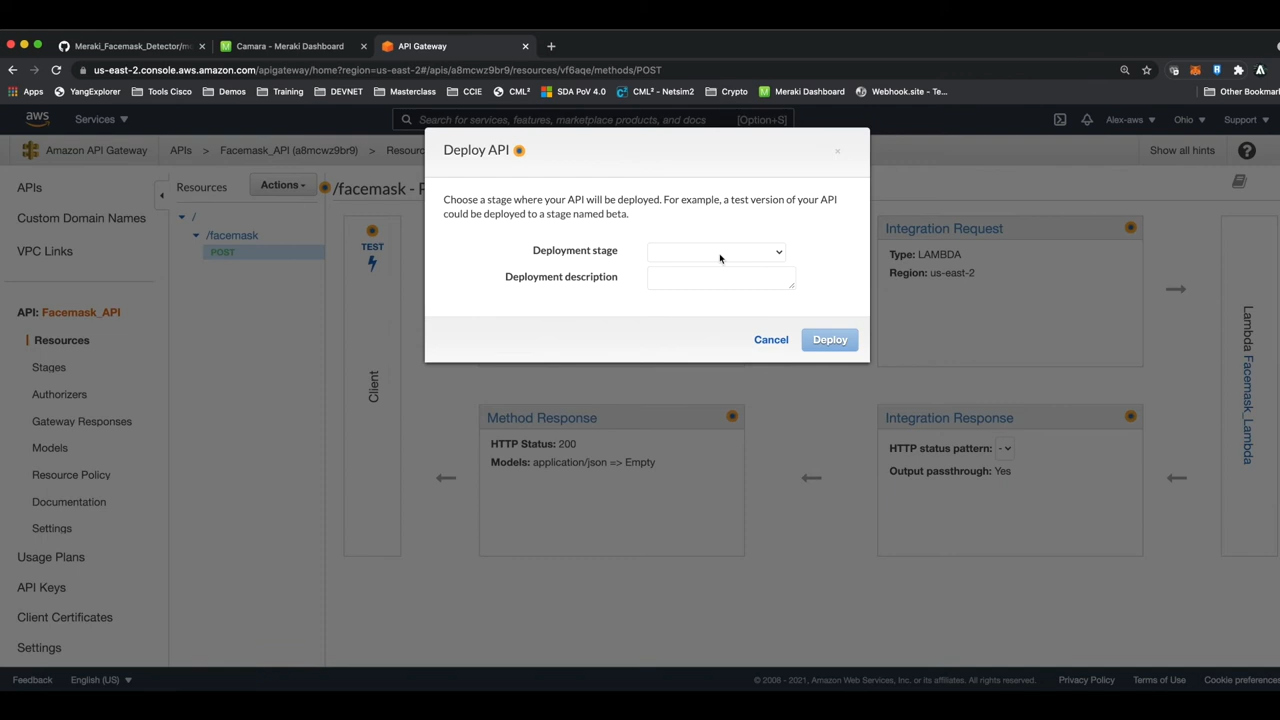 Meraki_Facemask_Detector/m
Camara - Meraki Dashboard
API Gateway
us-east-2.console.aws.amazon.com/apigateway/home?region=us-east-2#/apis/a8mcwz9br9/resources/vf6aqe/methods/POST
Apps
YangExplorer
Tools Cisco
Demos
Training
DEVNET
Masterclass
CCIE
CML²
SDA PoV 4.0
CML² - Netsim2
Crypto
Meraki Dashboard
Webhook.site - Te...
Other Bookmar
aws
Services
Search for services, features, marketplace products, and docs
[Option+S]
Alex-aws
Ohio
Support
Amazon API Gateway
APIs
Facemask_API (a8mcwz9br9)
Resour
Show all hints
APIs
Custom Domain Names
VPC Links
API: Facemask_API
Resources
Stages
Authorizers
Gateway Responses
Models
Resource Policy
Documentation
Settings
Usage Plans
API Keys
Client Certificates
Settings
Resources
Actions
/
/facemask
POST
/facemask - P
TEST
Client
Deploy API
Choose a stage where your API will be deployed. For example, a test version of your API
could be deployed to a stage named beta.
Deployment stage
Deployment description
Cancel
Deploy
Integration Request
Type: LAMBDA
Region: us-east-2
Lambda Facemask_Lambda
Method Response
HTTP Status: 200
Models: application/json => Empty
Integration Response
HTTP status pattern: -
Output passthrough: Yes
Feedback
English (US)
© 2008 - 2021, Amazon Web Services, Inc. or its affiliates. All rights reserved.
Privacy Policy
Terms of Use
Cookie preferences